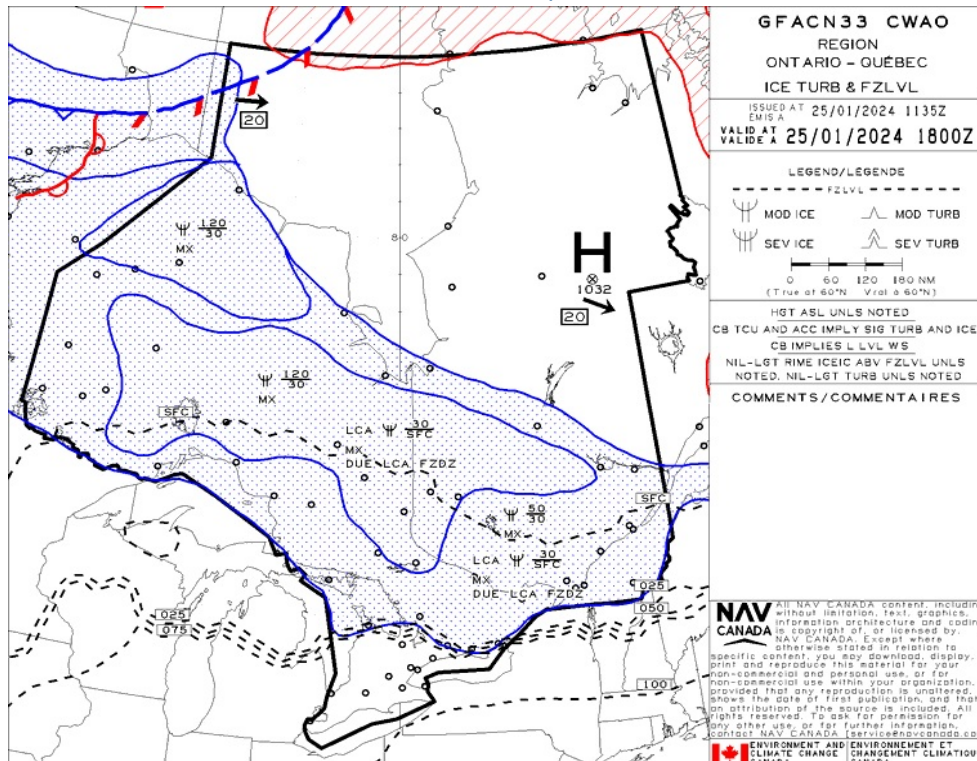 GFACN33 CWAO
REGION
ONTARIO - QUÉBEC
ICE TURB & FZLVL
ISSUED AT
ÉMIS A
25/01/2024 1135Z
VALID AT
VALIDE A
25/01/2024 1800Z
LEGEND/LÉGENDE
FZLVL
MOD ICE
MOD TURB
SEV ICE
SEV TURB
0 60 120 180 NM
(True at 60°N Vrai à 60°N)
HGT ASL UNLS NOTED
CB TCU AND ACC IMPLY SIG TURB AND ICE
CB IMPLIES L LVL WS
NIL-LGT RIME ICEIC ABV FZLVL UNLS
NOTED. NIL-LGT TURB UNLS NOTED
COMMENTS/COMMENTAIRES
20
120
30
MX
80
H
1032
20
120
30
MX
SFC
LCA 30
SFC
MX
DUE LCA FZDZ
SFC
50
30
MX
LCA 30
SFC
MX
DUE LCA FZDZ
025
050
025
075
100
NAV
CANADA
All NAV CANADA content, includin
without limitation, text, graphics,
information architecture and codin
is copyright of, or licensed by,
NAV CANADA. Except where
otherwise stated in relation to
specific content, you may download, display,
print and reproduce this material for your
non-commercial and personal use, or for
non-commercial use within your organization,
provided that any reproduction is unaltered,
shows the date of first publication, and that
an attribution of the source is included. All
rights reserved. To ask for permission for
any other use, or for further information,
contact NAV CANADA [service@navcanada.ca
ENVIRONMENT AND
CLIMATE CHANGE
CANADA
ENVIRONNEMENT ET
CHANGEMENT CLIMATIQU
CANADA